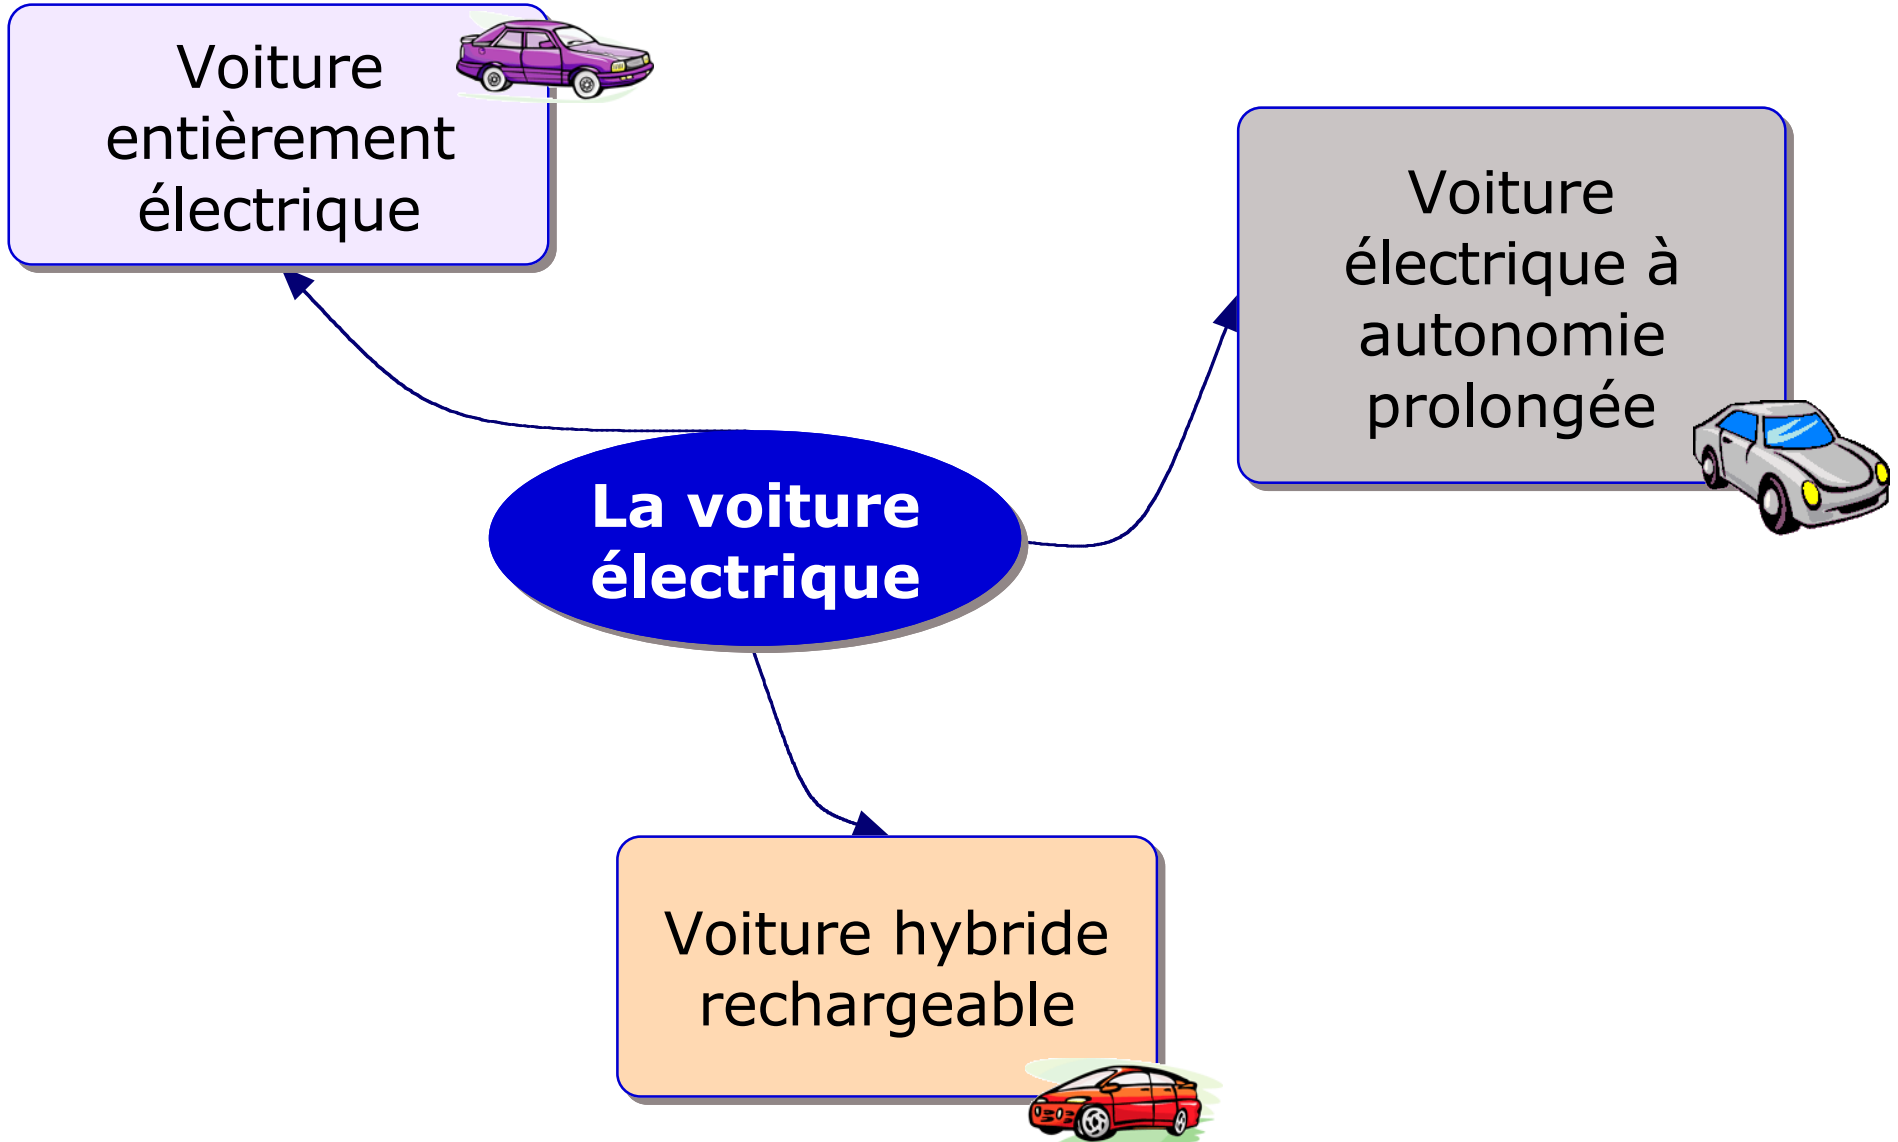 Voiture
entièrement
électrique
Voiture
électrique à
autonomie
prolongée
La voiture
électrique
Voiture hybride
rechargeable